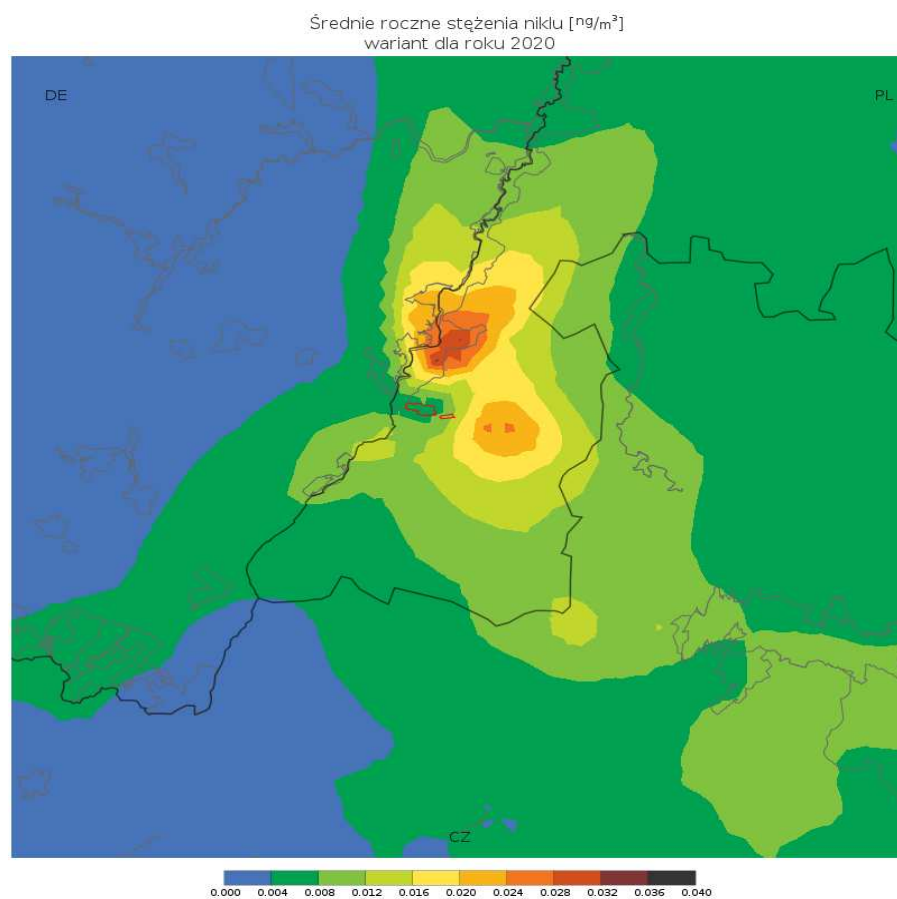 Średnie roczne stężenia niklu [ng/m³]
wariant dla roku 2020
DE
PL
CZ
0.000 0.004 0.008 0.012 0.016 0.020 0.024 0.028 0.032 0.036 0.040